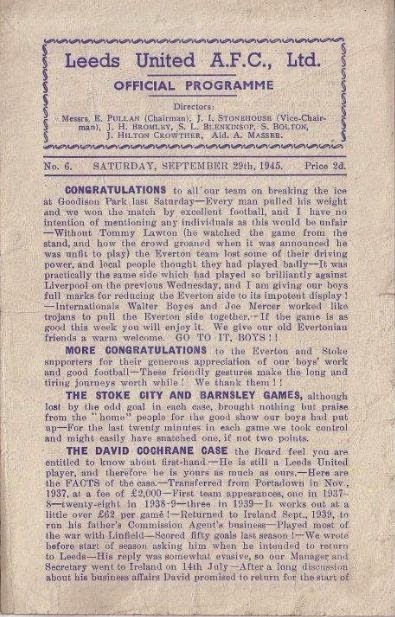 Leeds United A.F.C., Ltd.
OFFICIAL PROGRAMME
Directors:
Messrs. E. PULLAN (Chairman), J. I. STONEHOUSE (Vice-Chair-
man), J. H. BROMLEY, S. L. BLENKINSOP, S. BOLTON,
J. HILTON CROWTHER, Ald. A. MASSER.
No. 6. SATURDAY, SEPTEMBER 29th, 1945. Price 2d.
CONGRATULATIONS to all our team on breaking the ice
at Goodison Park last Saturday—Every man pulled his weight
and we won the match by excellent football, and I have no
intention of mentioning any individuals as this would be unfair
—Without Tommy Lawton (he watched the game from the
stand, and how the crowd groaned when it was announced he
was unfit to play) the Everton team lost some of their driving
power, and local people thought they had played badly—It was
practically the same side which had played so brilliantly against
Liverpool on the previous Wednesday, and I am giving our boys
full marks for reducing the Everton side to its impotent display !
—Internationals Walter Boyes and Joe Mercer worked like
trojans to pull the Everton side together.—If the game is as
good this week you will enjoy it. We give our old Evertonian
friends a warm welcome. GO TO IT, BOYS ! !
MORE CONGRATULATIONS to the Everton and Stoke
supporters for their generous appreciation of our boys' work
and good football—These friendly gestures make the long and
tiring journeys worth while ! We thank them ! !
THE STOKE CITY AND BARNSLEY GAMES, although
lost by the odd goal in each case, brought nothing but praise
from the "home" people for the good show our boys had put
up—For the last twenty minutes in each game we took control
and might easily have snatched one, if not two points.
THE DAVID COCHRANE CASE the Board feel you are
entitled to know about first-hand.—He is still a Leeds United
player, and therefore he is yours as much as ours.—Here are
the FACTS of the case.—Transferred from Portadown in Nov.,
1937, at a fee of £2,000—First team appearances, one in 1937-
8—twenty-eight in 1938-9—three in 1939—It works out at a
little over £62 per game !—Returned to Ireland Sept., 1939, to
run his father's Commission Agent's business—Played most of
the war with Linfield—Scored fifty goals last season !—We wrote
before start of season asking him when he intended to return
to Leeds—His reply was somewhat evasive, so our Manager and
Secretary went to Ireland on 14th July—After a long discussion
about his business affairs David promised to return for the start of